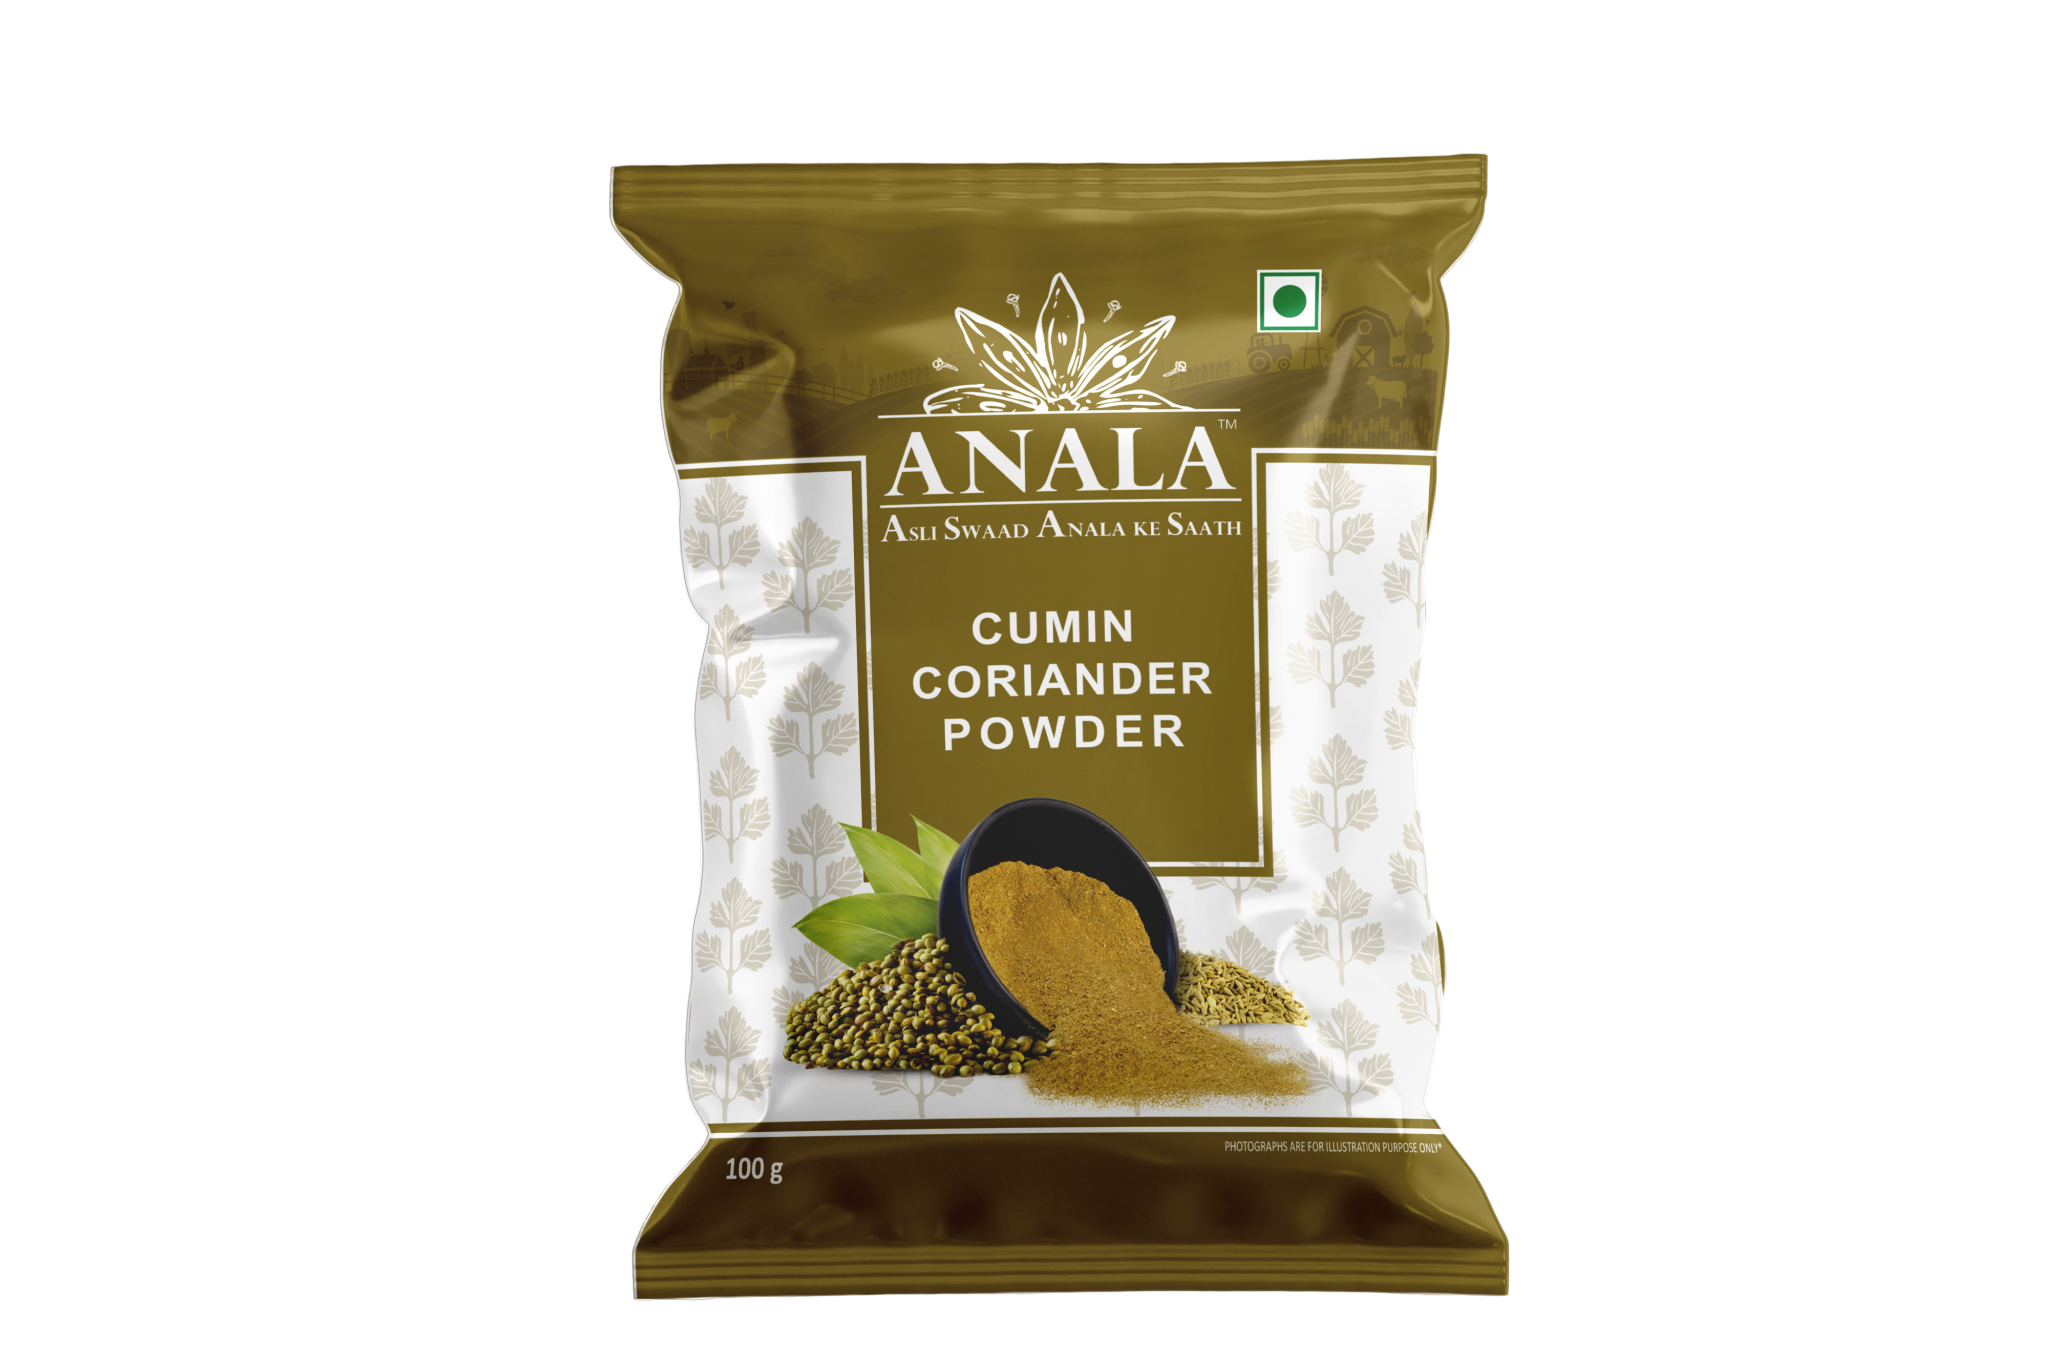 ANALA™
ASLI SWAAD ANALA KE SAATH
CUMIN
CORIANDER
POWDER
100 g
PHOTOGRAPHS ARE FOR ILLUSTRATION PURPOSE ONLY*